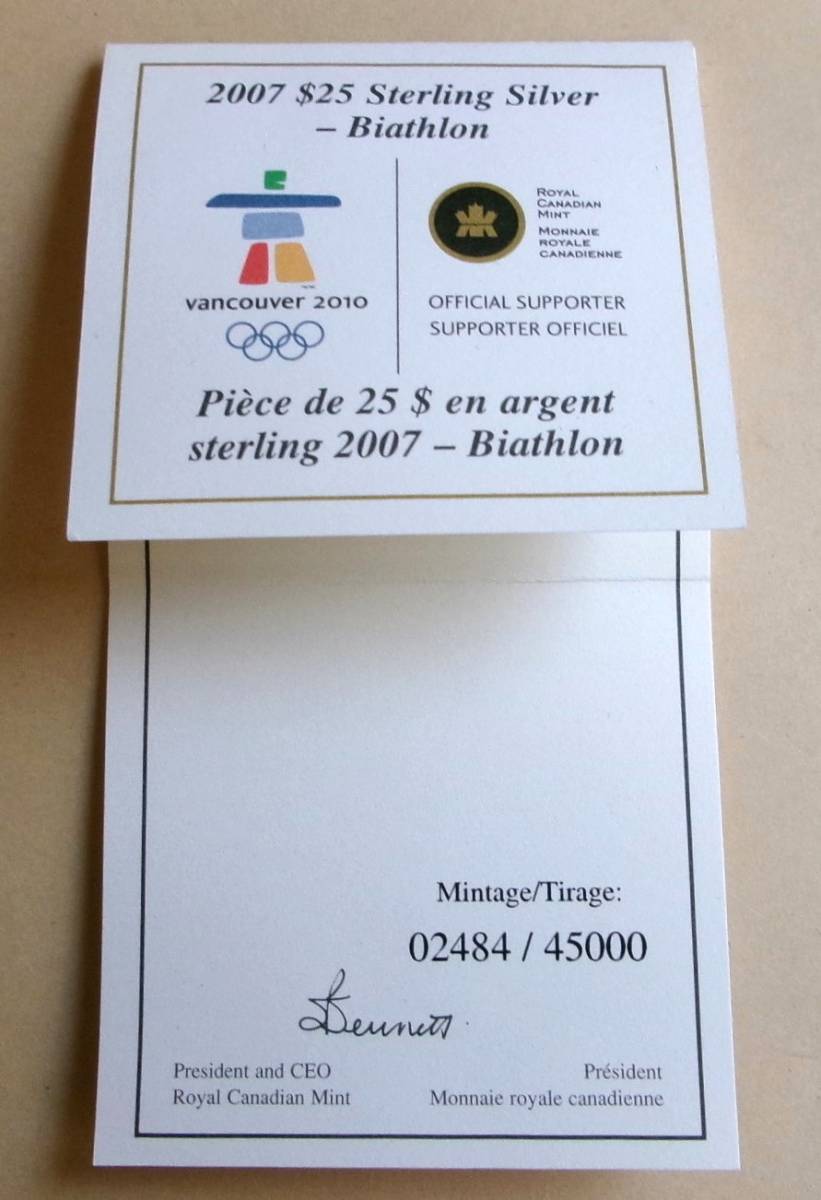 2007 $25 Sterling Silver
– Biathlon
vancouver 2010
ROYAL
CANADIAN
MINT
MONNAIE
ROYALE
CANADIENNE
OFFICIAL SUPPORTER
SUPPORTER OFFICIEL
Pièce de 25 $ en argent
sterling 2007 – Biathlon
Mintage/Tirage:
02484 / 45000
Bennett
President and CEO
Royal Canadian Mint
Président
Monnaie royale canadienne